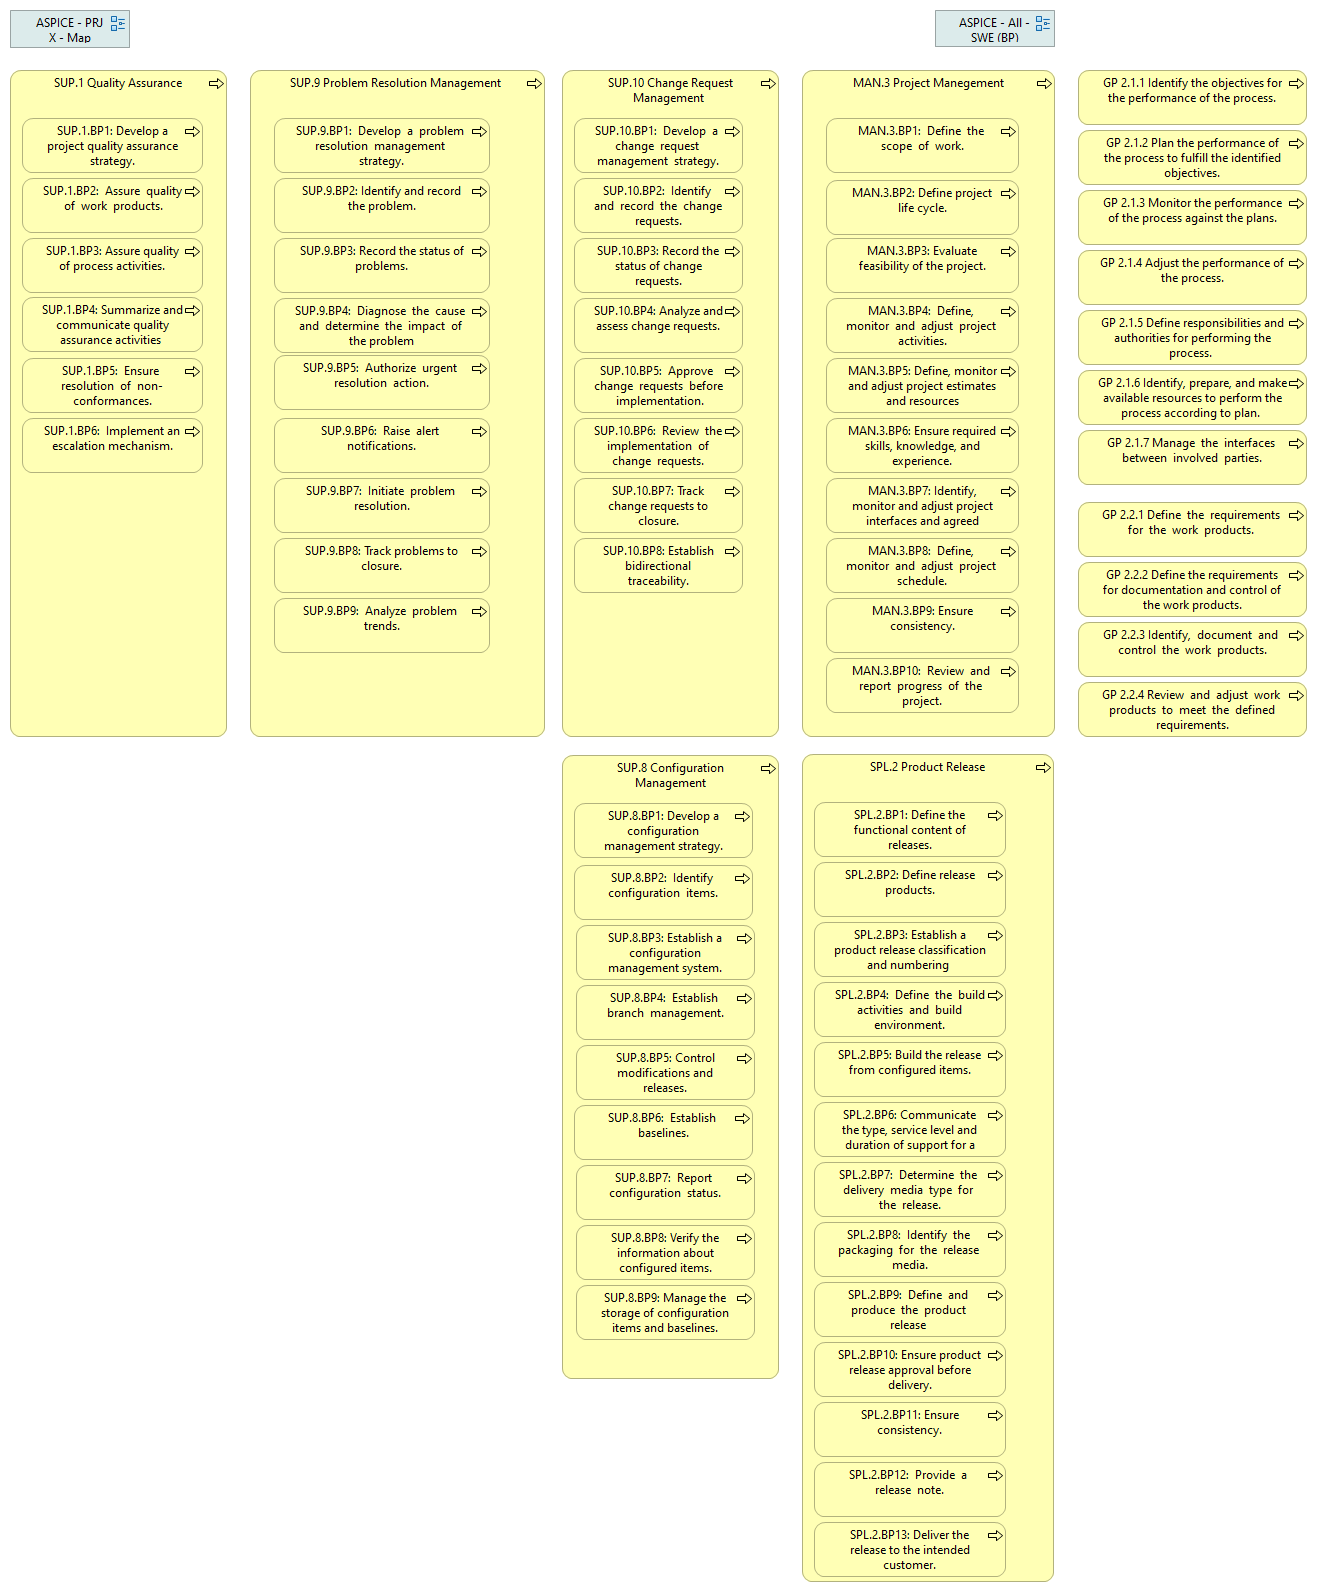 ASPICE - PRJ
X - Map
ASPICE - All -
SWE (BP)
SUP.1 Quality Assurance
SUP.1.BP1: Develop a
project quality assurance
strategy.
SUP.1.BP2: Assure quality
of work products.
SUP.1.BP3: Assure quality
of process activities.
SUP.1.BP4: Summarize and
communicate quality
assurance activities
SUP.1.BP5: Ensure
resolution of non-
conformances.
SUP.1.BP6: Implement an
escalation mechanism.
SUP.9 Problem Resolution Management
SUP.9.BP1: Develop a problem
resolution management
strategy.
SUP.9.BP2: Identify and record
the problem.
SUP.9.BP3: Record the status of
problems.
SUP.9.BP4: Diagnose the cause
and determine the impact of
the problem
SUP.9.BP5: Authorize urgent
resolution action.
SUP.9.BP6: Raise alert
notifications.
SUP.9.BP7: Initiate problem
resolution.
SUP.9.BP8: Track problems to
closure.
SUP.9.BP9: Analyze problem
trends.
SUP.10 Change Request
Management
SUP.10.BP1: Develop a
change request
management strategy.
SUP.10.BP2: Identify
and record the change
requests.
SUP.10.BP3: Record the
status of change
requests.
SUP.10.BP4: Analyze and
assess change requests.
SUP.10.BP5: Approve
change requests before
implementation.
SUP.10.BP6: Review the
implementation of
change requests.
SUP.10.BP7: Track
change requests to
closure.
SUP.10.BP8: Establish
bidirectional
traceability.
MAN.3 Project Manegement
MAN.3.BP1: Define the
scope of work.
MAN.3.BP2: Define project
life cycle.
MAN.3.BP3: Evaluate
feasibility of the project.
MAN.3.BP4: Define,
monitor and adjust project
activities.
MAN.3.BP5: Define, monitor
and adjust project estimates
and resources
MAN.3.BP6: Ensure required
skills, knowledge, and
experience.
MAN.3.BP7: Identify,
monitor and adjust project
interfaces and agreed
MAN.3.BP8: Define,
monitor and adjust project
schedule.
MAN.3.BP9: Ensure
consistency.
MAN.3.BP10: Review and
report progress of the
project.
GP 2.1.1 Identify the objectives for
the performance of the process.
GP 2.1.2 Plan the performance of
the process to fulfill the identified
objectives.
GP 2.1.3 Monitor the performance
of the process against the plans.
GP 2.1.4 Adjust the performance of
the process.
GP 2.1.5 Define responsibilities and
authorities for performing the
process.
GP 2.1.6 Identify, prepare, and make
available resources to perform the
process according to plan.
GP 2.1.7 Manage the interfaces
between involved parties.
GP 2.2.1 Define the requirements
for the work products.
GP 2.2.2 Define the requirements
for documentation and control of
the work products.
GP 2.2.3 Identify, document and
control the work products.
GP 2.2.4 Review and adjust work
products to meet the defined
requirements.
SUP.8 Configuration
Management
SUP.8.BP1: Develop a
configuration
management strategy.
SUP.8.BP2: Identify
configuration items.
SUP.8.BP3: Establish a
configuration
management system.
SUP.8.BP4: Establish
branch management.
SUP.8.BP5: Control
modifications and
releases.
SUP.8.BP6: Establish
baselines.
SUP.8.BP7: Report
configuration status.
SUP.8.BP8: Verify the
information about
configured items.
SUP.8.BP9: Manage the
storage of configuration
items and baselines.
SPL.2 Product Release
SPL.2.BP1: Define the
functional content of
releases.
SPL.2.BP2: Define release
products.
SPL.2.BP3: Establish a
product release classification
and numbering
SPL.2.BP4: Define the build
activities and build
environment.
SPL.2.BP5: Build the release
from configured items.
SPL.2.BP6: Communicate
the type, service level and
duration of support for a
SPL.2.BP7: Determine the
delivery media type for
the release.
SPL.2.BP8: Identify the
packaging for the release
media.
SPL.2.BP9: Define and
produce the product
release
SPL.2.BP10: Ensure product
release approval before
delivery.
SPL.2.BP11: Ensure
consistency.
SPL.2.BP12: Provide a
release note.
SPL.2.BP13: Deliver the
release to the intended
customer.